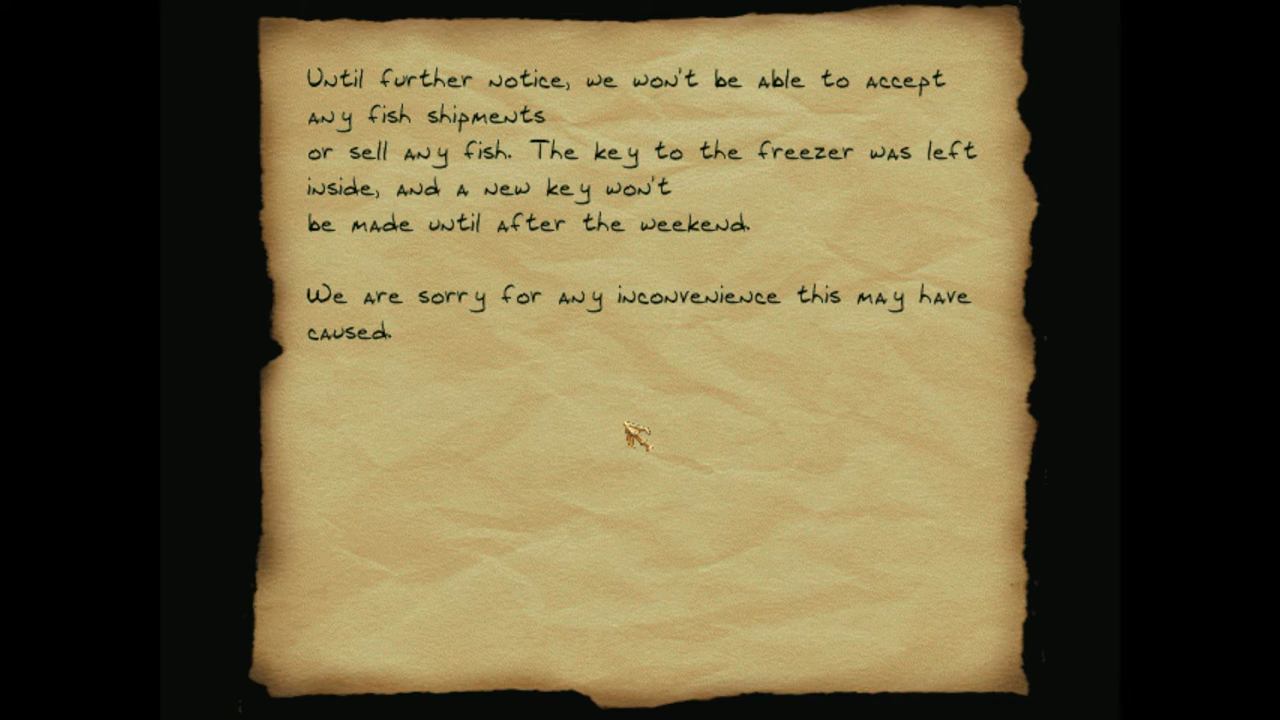 Until further notice, we won't be able to accept
any fish shipments
or sell any fish. The key to the freezer was left
inside, and a new key won't
be made until after the weekend.
We are sorry for any inconvenience this may have
caused.